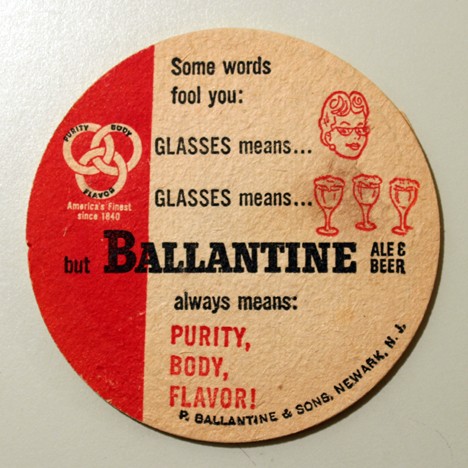 Some words
fool you:
PURITY BODY
FLAVOR
America's Finest
since 1840
GLASSES means...
GLASSES means...
but BALLANTINE ALE & BEER
always means:
PURITY,
BODY,
FLAVOR!
P. BALLANTINE & SONS, NEWARK, N. J.